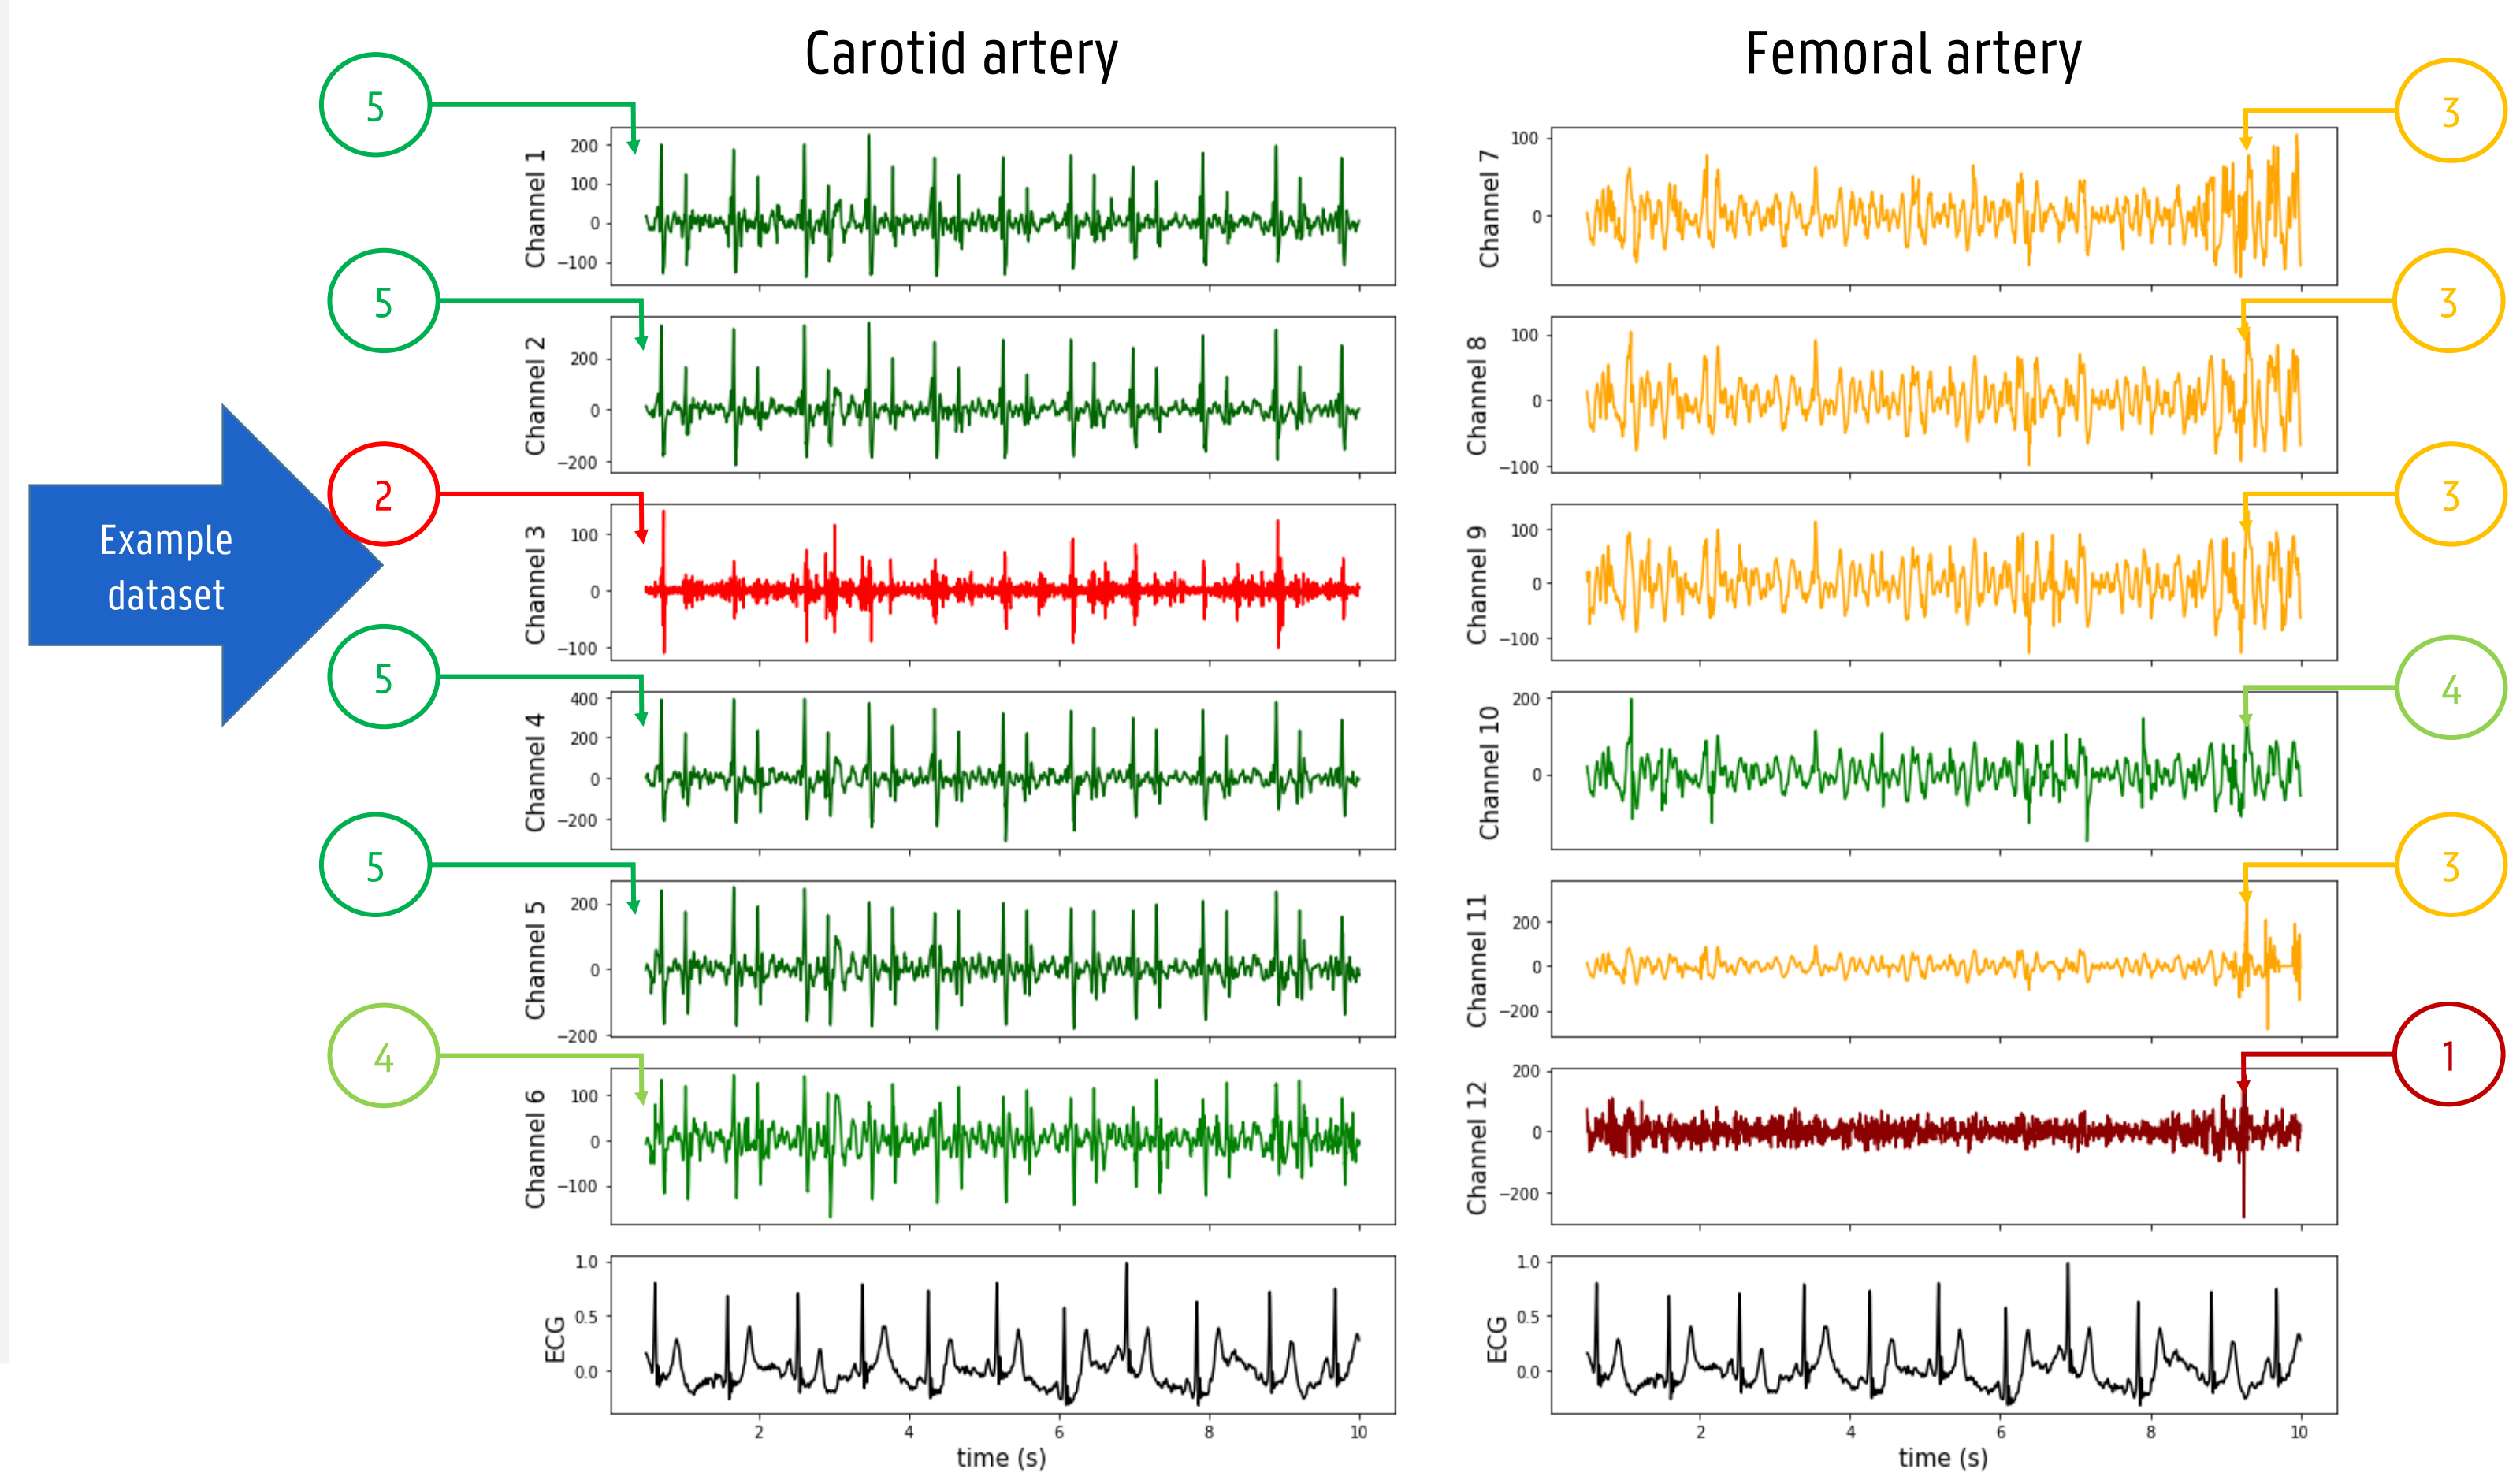 Carotid artery
Femoral artery
Example
dataset
5
Channel 1
200
100
0
−100
5
Channel 2
200
0
−200
2
Channel 3
100
0
−100
5
Channel 4
400
200
0
−200
5
Channel 5
200
0
−200
4
Channel 6
100
0
−100
ECG
1.0
0.5
0.0
2 4 6 8 10
time (s)
3
Channel 7
100
0
3
Channel 8
100
0
−100
3
Channel 9
100
0
−100
4
Channel 10
200
0
3
Channel 11
200
0
−200
1
Channel 12
200
0
−200
ECG
1.0
0.5
0.0
2 4 6 8 10
time (s)